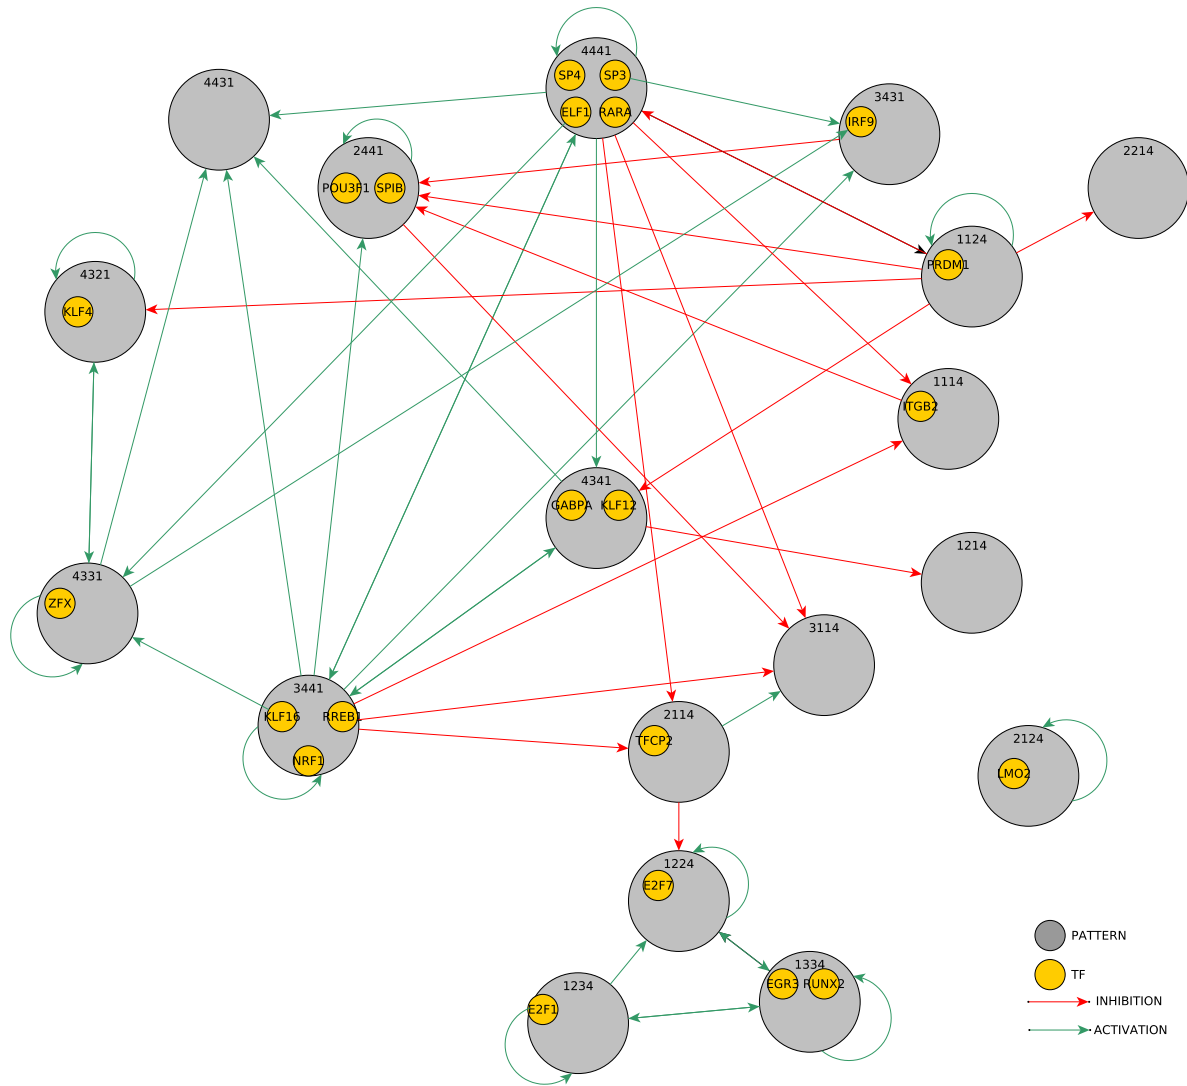 4441
SP4 SP3
ELF1 RARA
4431
3431
IRF9
2441
POU3F1 SPIB
2214
1124
PRDM1
4321
KLF4
1114
ITGB2
4341
GABPA KLF12
1214
4331
ZFX
3114
3441
KLF16 RREB1
NRF1
2114
TFCP2
2124
LMO2
1224
E2F7
1334
EGR3 RUNX2
1234
E2F1
PATTERN
TF
INHIBITION
ACTIVATION